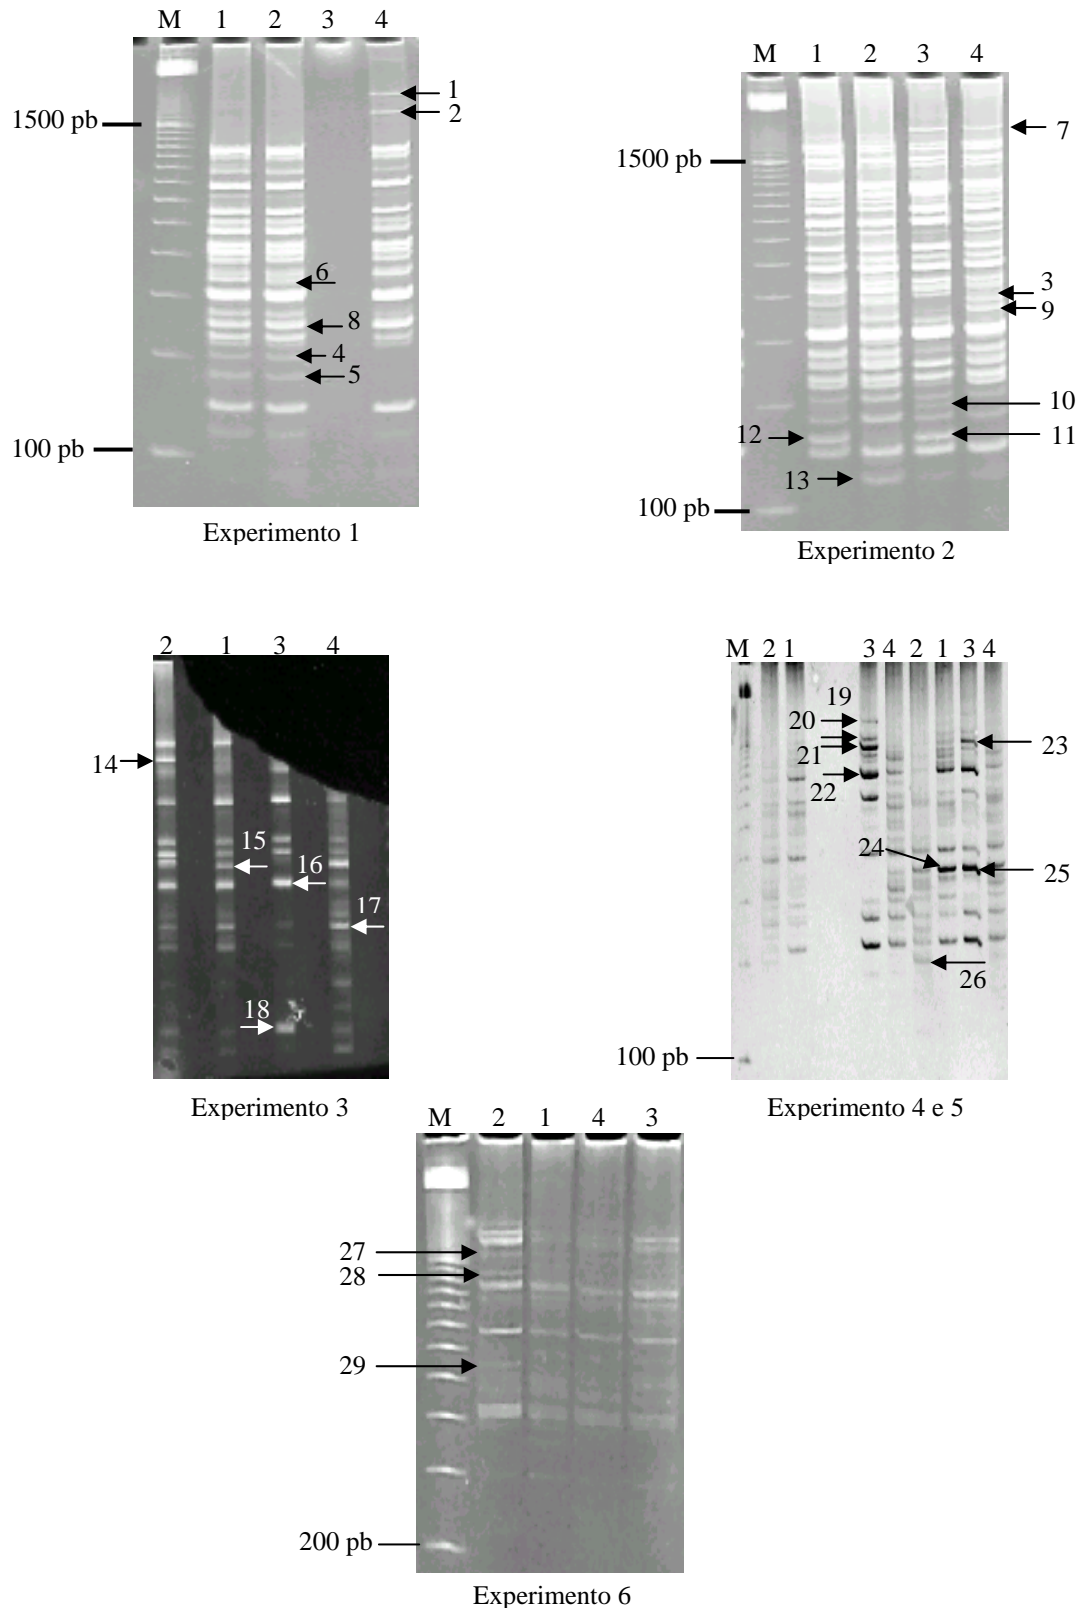 M 1 2 3 4
1
2
1500 pb
6
8
4
5
100 pb
Experimento 1
M 1 2 3 4
7
1500 pb
3
9
10
12
11
13
100 pb
Experimento 2
2 1 3 4
14
15
16
17
18
Experimento 3
M 2 1 3 4 2 1 3 4
19
20
21
23
22
24
25
26
100 pb
Experimento 4 e 5
M 2 1 4 3
27
28
29
200 pb
Experimento 6